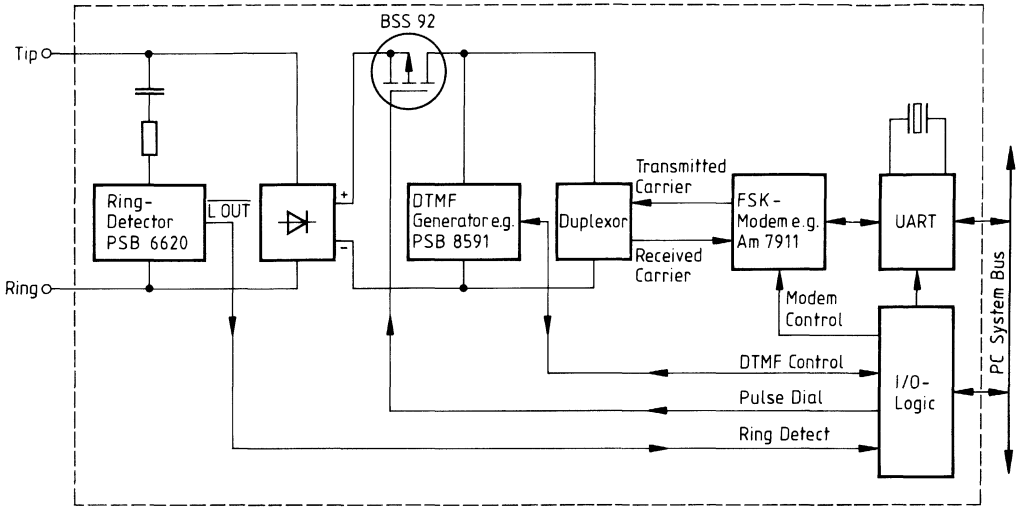 BSS 92
Tip
Ring-
Detector
PSB 6620
L OUT
+
-
DTMF
Generator e.g.
PSB 8591
Duplexor
Transmitted
Carrier
Received
Carrier
FSK-
Modem e.g.
Am 7911
UART
Ring
Modem
Control
DTMF Control
Pulse Dial
Ring Detect
I/O-
Logic
PC System Bus